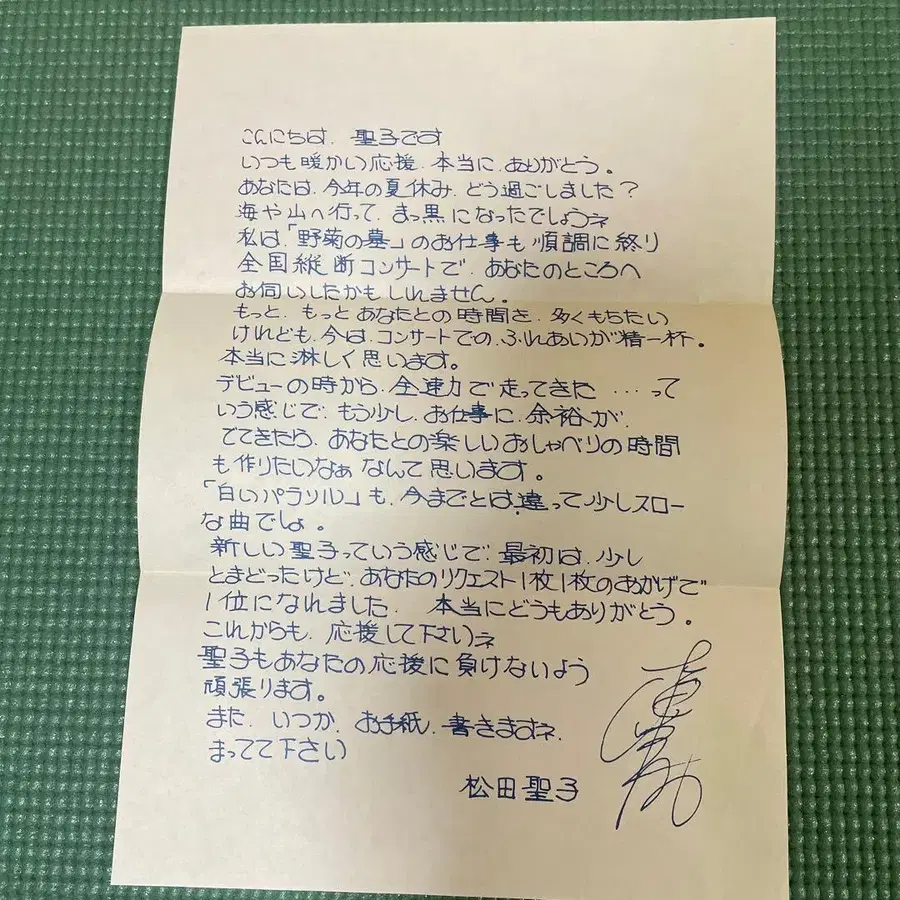 こんにちは、聖子です
いつも暖かい応援、本当に、ありがとう。
あなたは、今年の夏休み、どう過ごしました？
海や山へ行って、まっ黒になったでしょうネ
私は、「野菊の墓」のお仕事も順調に終り
全国縦断コンサートで、あなたのところへ
お伺いしたかもしれません。
もっと、もっとあなたとの時間を、多くもちたい
けれども、今は、コンサートでの、ふれあいが精一杯。
本当に淋しく思います。
デビューの時から、全速力で走ってきた…って
いう感じで、もう少し、お仕事に、余裕が、
でてきたら、あなたとの楽しいおしゃべりの時間
も作りたいなぁなんて思います。
「白いパラソル」も、今までとは、違って少しスロー
な曲でしょ。
新しい聖子っていう感じで、最初は、少し
とまどったけど、あなたのリクエスト1枚1枚のおかげで
1位になれました、本当にどうもありがとう。
これからも、応援して下さいネ
聖子もあなたの応援に負けないよう
頑張ります。
また、いつか、お手紙、書きますネ、
まってて下さい
松田聖子